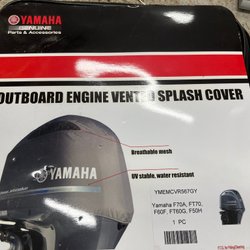 YAMAHA
GENUINE
Parts & Accessories
OUTBOARD ENGINE VENTED SPLASH COVER
Breathable mesh
YAMAHA
UV stable, water resistant
YMEMCVR567GY
Yamaha F70A, FT70,
F60F, FT60G, F50H
1 PC